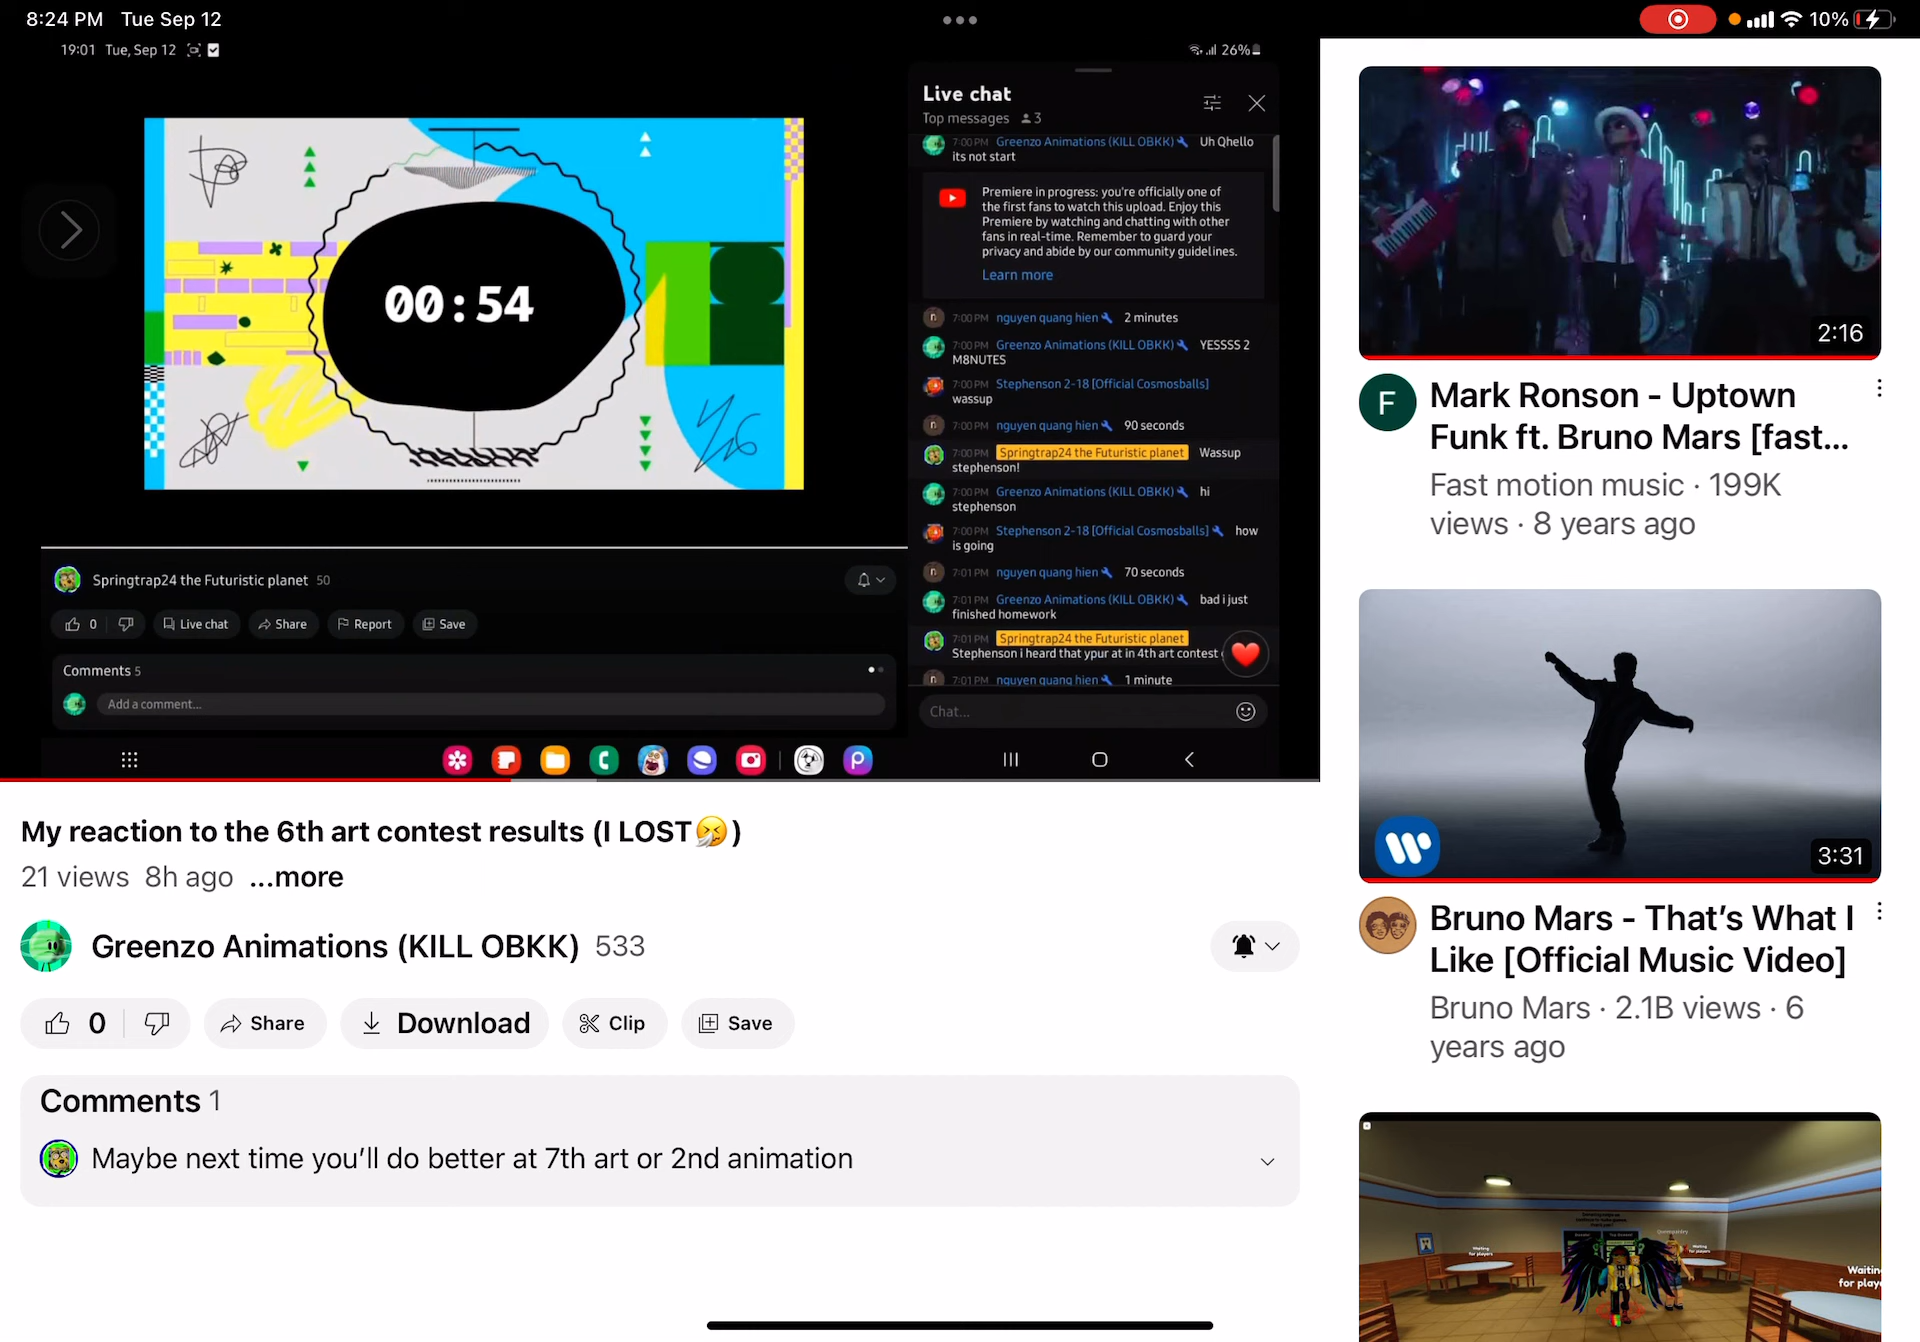 8:24 PM Tue Sep 12
10%
19:01 Tue, Sep 12
26%
00:54
Live chat
Top messages 3
7:00 PM Greenzo Animations (KILL OBKK) Uh Qhello
its not start
Premiere in progress: you're officially one of
the first fans to watch this upload. Enjoy this
Premiere by watching and chatting with other
fans in real-time. Remember to guard your
privacy and abide by our community guidelines.
Learn more
7:00 PM nguyen quang hien 2 minutes
7:00 PM Greenzo Animations (KILL OBKK) YESSSS 2
M8NUTES
7:00 PM Stephenson 2-18 [Official Cosmosballs]
wassup
7:00 PM nguyen quang hien 90 seconds
7:00 PM Springtrap24 the Futuristic planet Wassup
stephenson!
7:00 PM Greenzo Animations (KILL OBKK) hi
stephenson
7:00 PM Stephenson 2-18 [Official Cosmosballs] how
is going
7:01 PM nguyen quang hien 70 seconds
7:01 PM Greenzo Animations (KILL OBKK) bad i just
finished homework
7:01 PM Springtrap24 the Futuristic planet
Stephenson i heard that ypur at in 4th art contest
7:01 PM nguyen quang hien 1 minute
Chat...
Springtrap24 the Futuristic planet 50
0 Live chat Share Report Save
Comments 5
Add a comment...
My reaction to the 6th art contest results (I LOST🤧)
21 views 8h ago ...more
Greenzo Animations (KILL OBKK) 533
0 Share Download Clip Save
Comments 1
Maybe next time you'll do better at 7th art or 2nd animation
2:16
F
Mark Ronson - Uptown
Funk ft. Bruno Mars [fast...
Fast motion music · 199K
views · 8 years ago
3:31
Bruno Mars - That's What I
Like [Official Music Video]
Bruno Mars · 2.1B views · 6
years ago
Waiting
for players
Waiting
for players